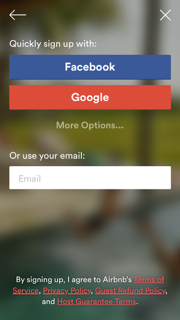 Quickly sign up with:
Facebook
Google
More Options...
Or use your email:
Email
By signing up, I agree to Airbnb's Terms of
Service, Privacy Policy, Guest Refund Policy,
and Host Guarantee Terms.